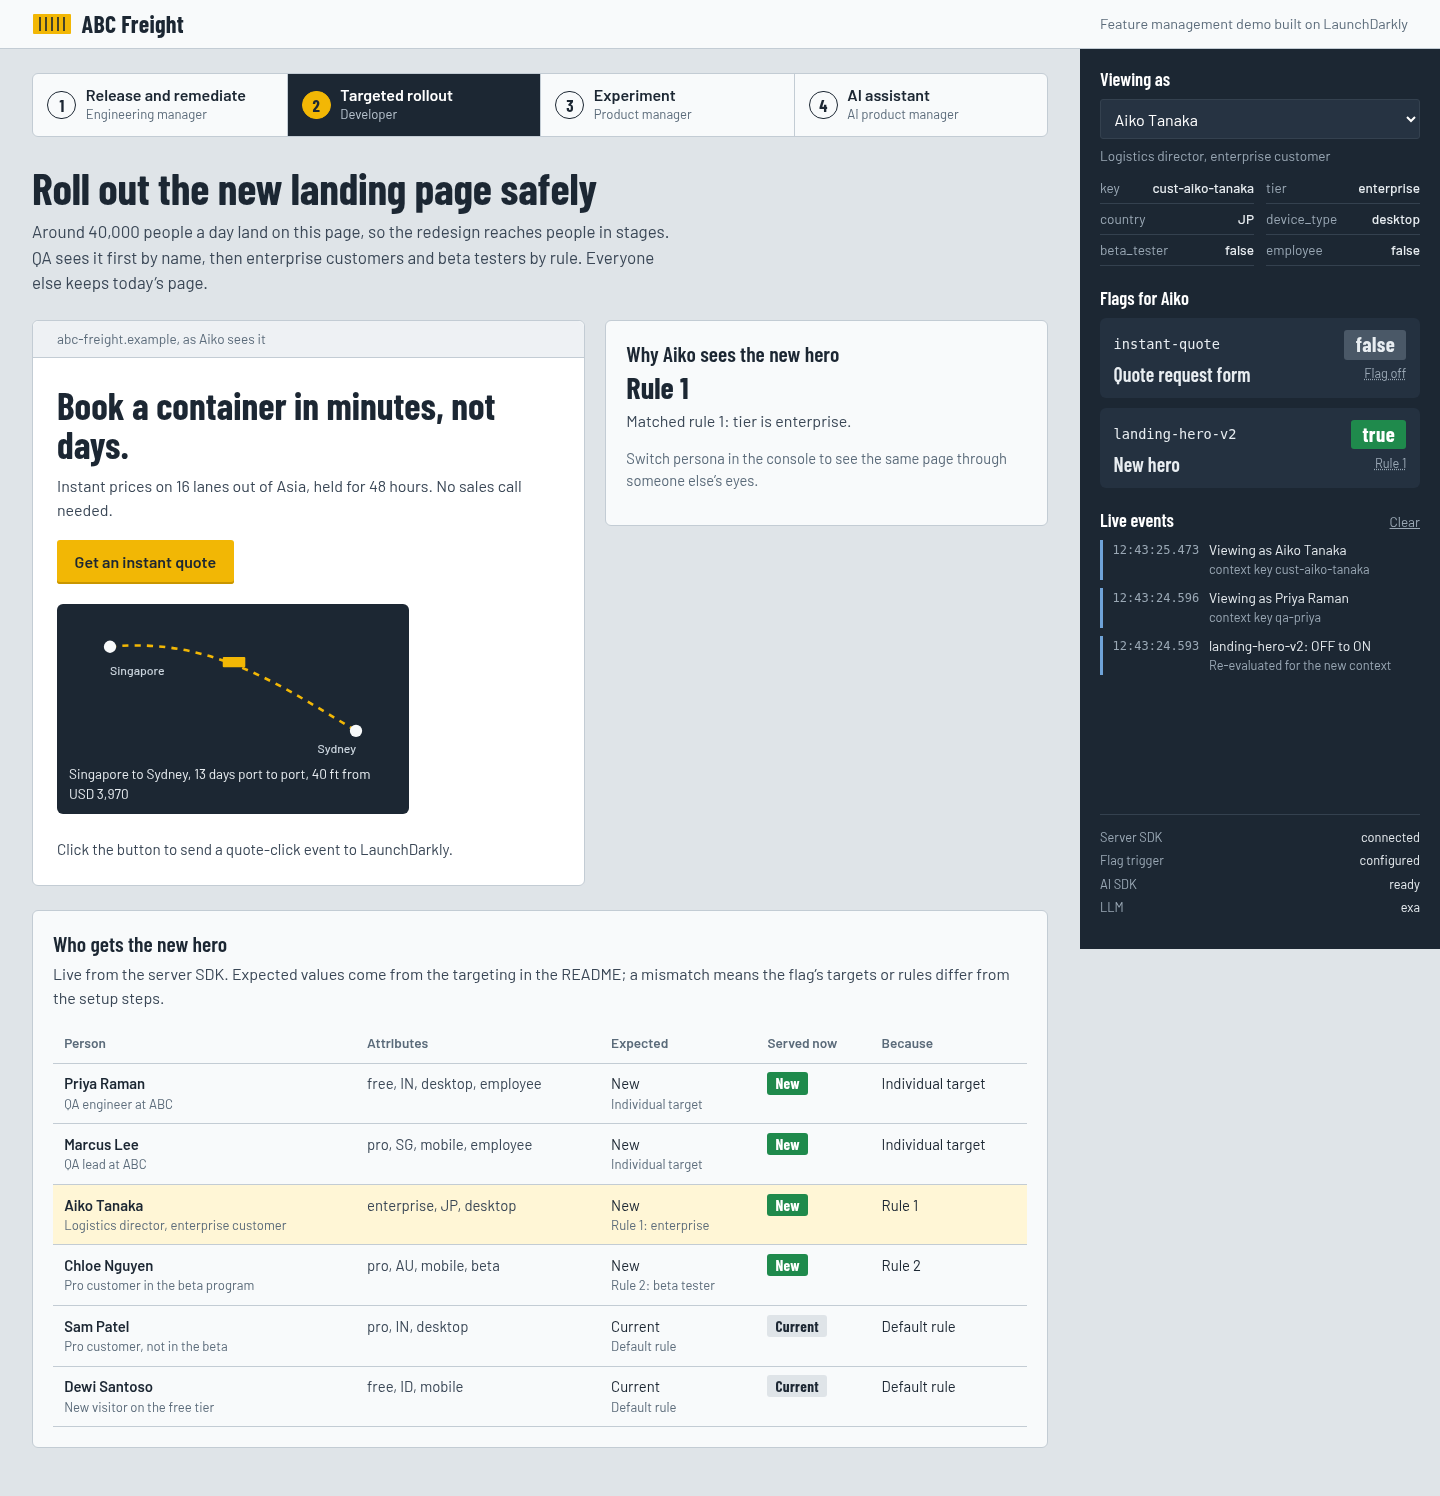 ABC Freight
Feature management demo built on LaunchDarkly
1
Release and remediate
Engineering manager
2
Targeted rollout
Developer
3
Experiment
Product manager
4
AI assistant
AI product manager
Roll out the new landing page safely
Around 40,000 people a day land on this page, so the redesign reaches people in stages.
QA sees it first by name, then enterprise customers and beta testers by rule. Everyone
else keeps today's page.
abc-freight.example, as Aiko sees it
Book a container in minutes, not
days.
Instant prices on 16 lanes out of Asia, held for 48 hours. No sales call
needed.
Get an instant quote
Singapore
Sydney
Singapore to Sydney, 13 days port to port, 40 ft from
USD 3,970
Click the button to send a quote-click event to LaunchDarkly.
Why Aiko sees the new hero
Rule 1
Matched rule 1: tier is enterprise.
Switch persona in the console to see the same page through
someone else's eyes.
Who gets the new hero
Live from the server SDK. Expected values come from the targeting in the README; a mismatch means the flag's targets or rules differ from
the setup steps.
Person Attributes Expected Served now Because
Priya Raman free, IN, desktop, employee New New Individual target
QA engineer at ABC Individual target
Marcus Lee pro, SG, mobile, employee New New Individual target
QA lead at ABC Individual target
Aiko Tanaka enterprise, JP, desktop New New Rule 1
Logistics director, enterprise customer Rule 1: enterprise
Chloe Nguyen pro, AU, mobile, beta New New Rule 2
Pro customer in the beta program Rule 2: beta tester
Sam Patel pro, IN, desktop Current Current Default rule
Pro customer, not in the beta Default rule
Dewi Santoso free, ID, mobile Current Current Default rule
New visitor on the free tier Default rule
Viewing as
Aiko Tanaka
Logistics director, enterprise customer
key cust-aiko-tanaka tier enterprise
country JP device_type desktop
beta_tester false employee false
Flags for Aiko
instant-quote false
Quote request form Flag off
landing-hero-v2 true
New hero Rule 1
Live events Clear
12:43:25.473 Viewing as Aiko Tanaka
context key cust-aiko-tanaka
12:43:24.596 Viewing as Priya Raman
context key qa-priya
12:43:24.593 landing-hero-v2: OFF to ON
Re-evaluated for the new context
Server SDK connected
Flag trigger configured
AI SDK ready
LLM exa